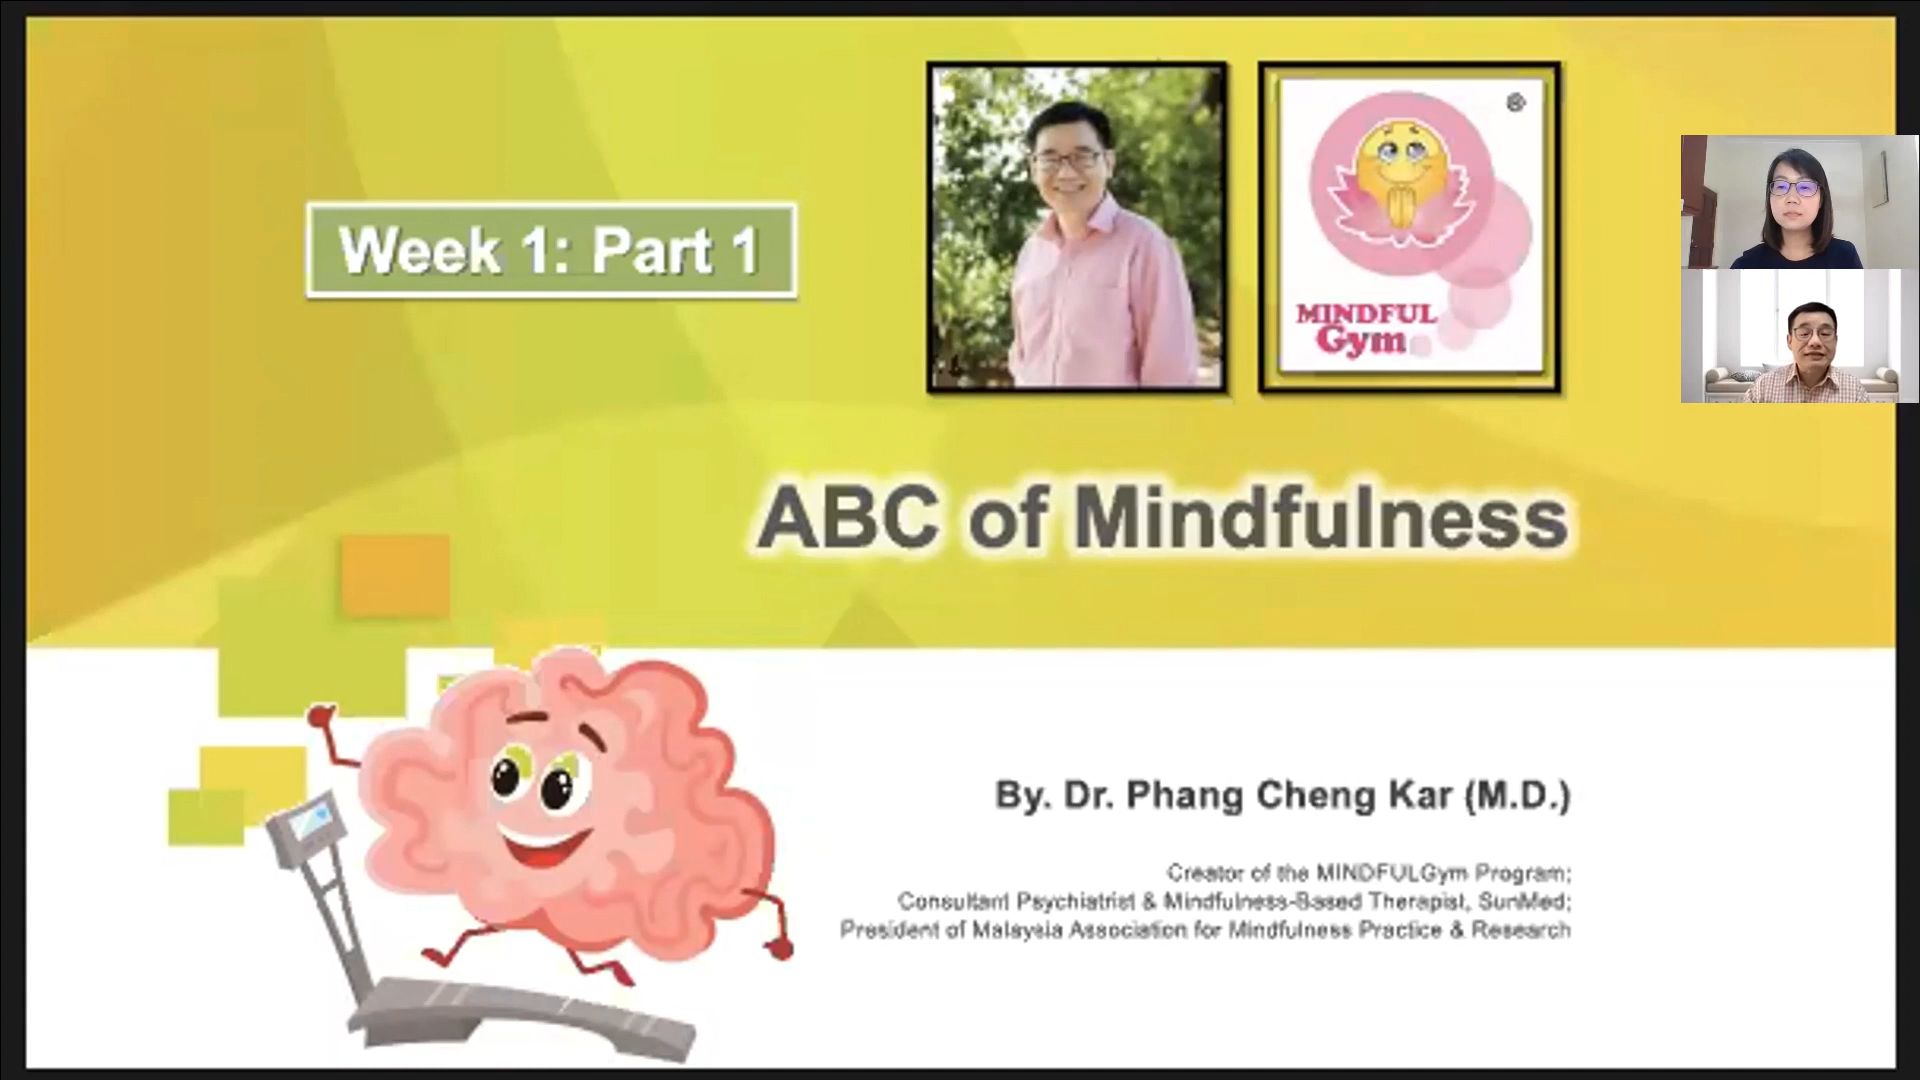 Week 1: Part 1
®
MINDFUL
Gym
ABC of Mindfulness
By. Dr. Phang Cheng Kar (M.D.)
Creator of the MINDFULGym Program;
Consultant Psychiatrist & Mindfulness-Based Therapist, SunMed;
President of Malaysia Association for Mindfulness Practice & Research